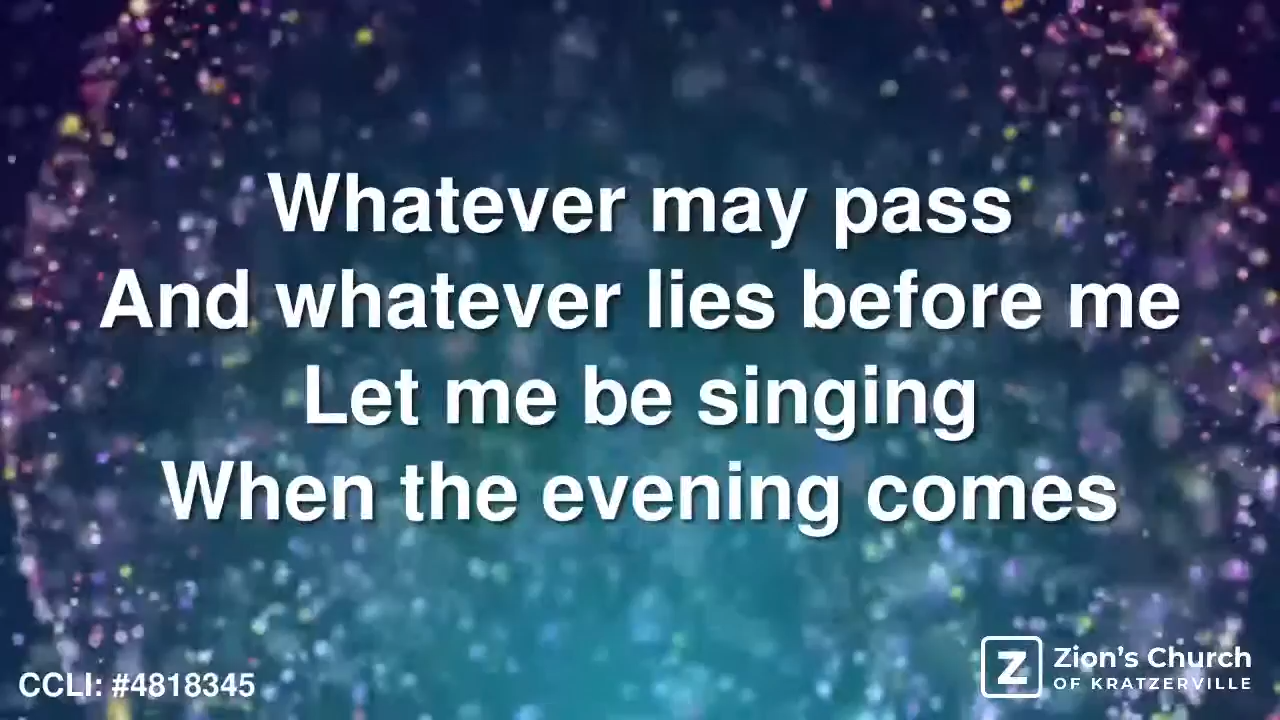 Whatever may pass
And whatever lies before me
Let me be singing
When the evening comes
CCLI: #4818345
Z
Zion's Church
OF KRATZERVILLE